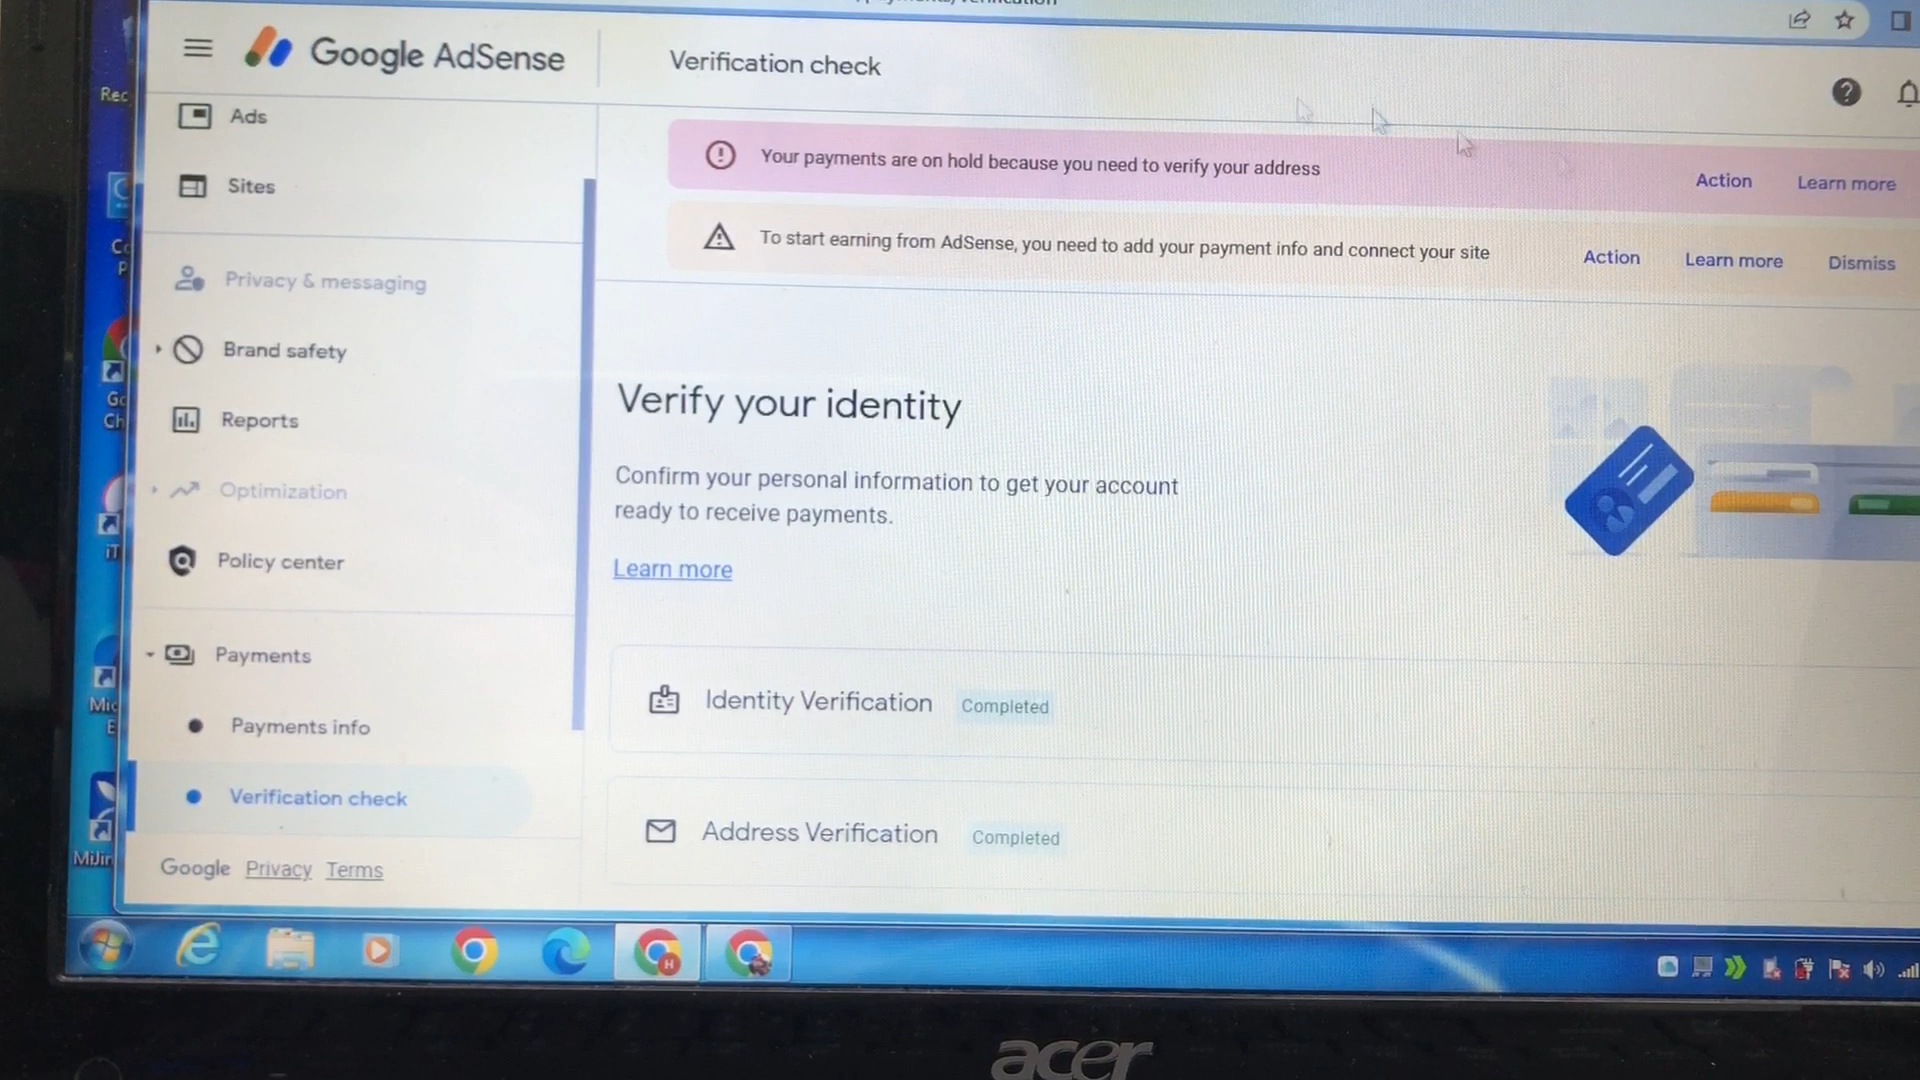 Google AdSense
Verification check
Ads
Sites
Privacy & messaging
Brand safety
Reports
Optimization
Policy center
Payments
Payments info
Verification check
Google Privacy Terms
Your payments are on hold because you need to verify your address
Action Learn more
To start earning from AdSense, you need to add your payment info and connect your site
Action Learn more Dismiss
Verify your identity
Confirm your personal information to get your account
ready to receive payments.
Learn more
Identity Verification Completed
Address Verification Completed
Rec
iT
MiJin
acer